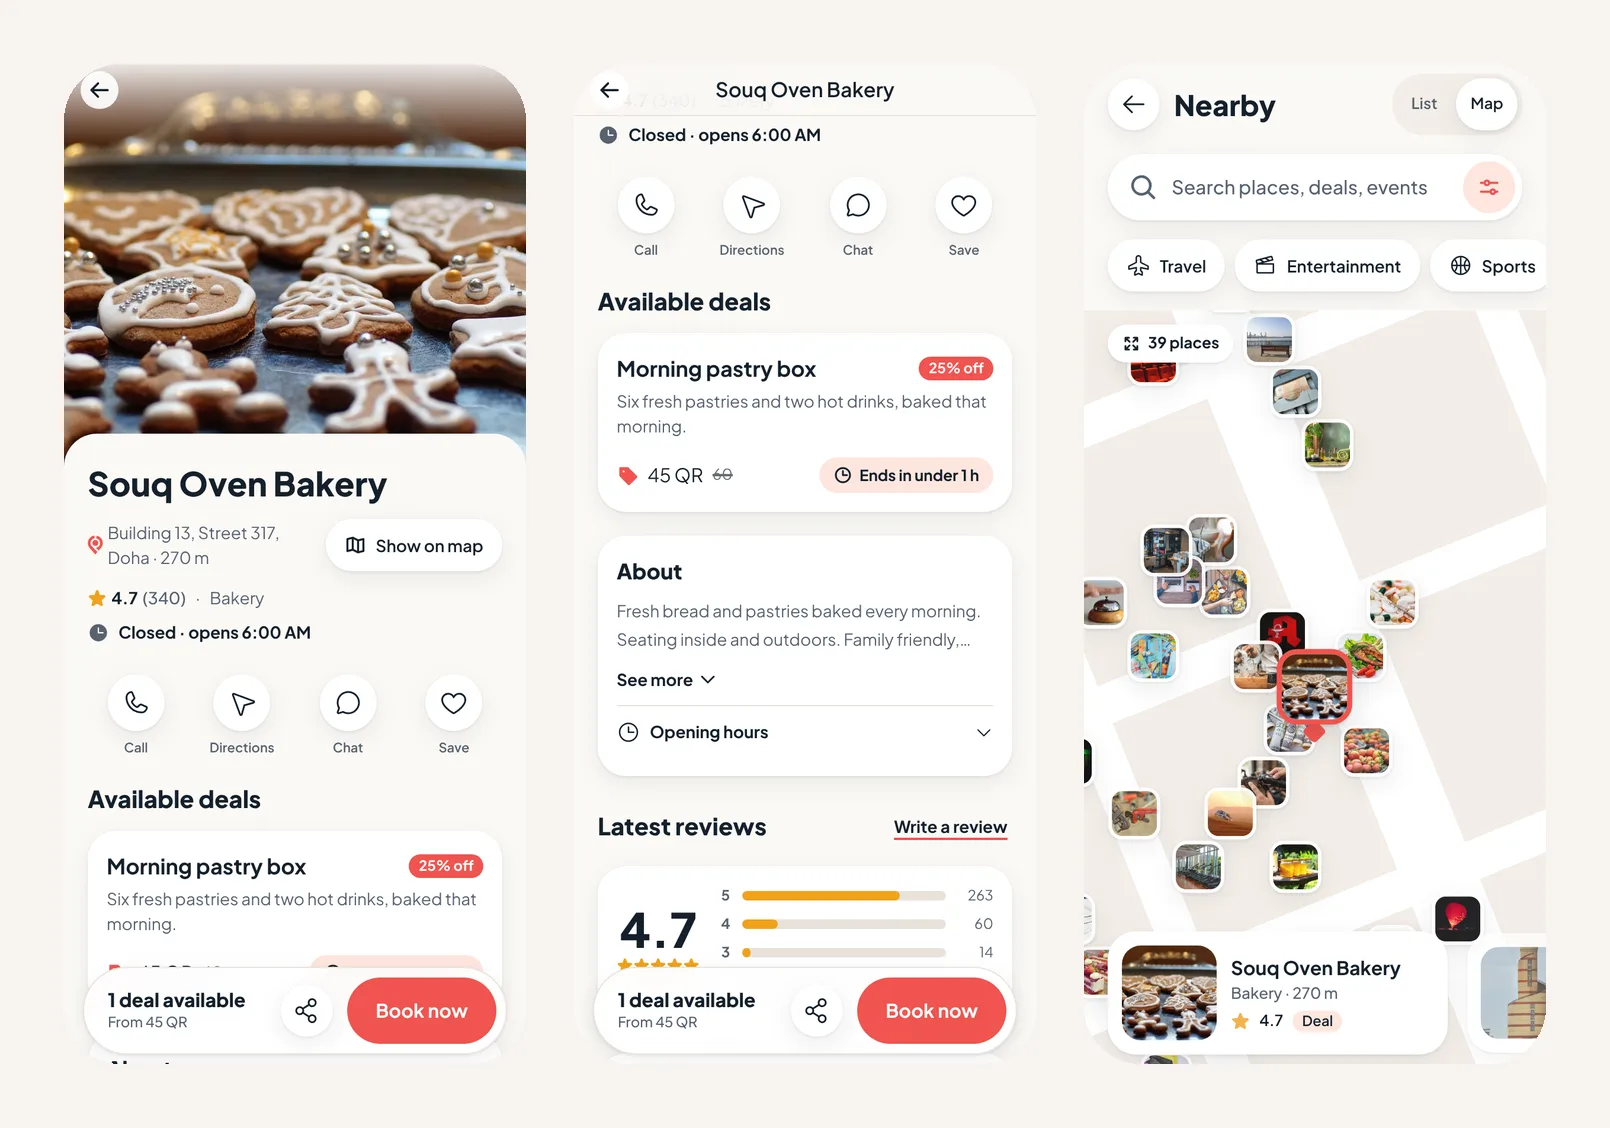 Souq Oven Bakery
Building 13, Street 317,
Doha · 270 m
Show on map
4.7 (340) · Bakery
Closed · opens 6:00 AM
Call
Directions
Chat
Save
Available deals
Morning pastry box
25% off
Six fresh pastries and two hot drinks, baked that
morning.
1 deal available
From 45 QR
Book now
Souq Oven Bakery
4.7 (340)
Bakery
Closed · opens 6:00 AM
Call
Directions
Chat
Save
Available deals
Morning pastry box
25% off
Six fresh pastries and two hot drinks, baked that
morning.
45 QR 60
Ends in under 1 h
About
Fresh bread and pastries baked every morning.
Seating inside and outdoors. Family friendly,...
See more
Opening hours
Latest reviews
Write a review
4.7
5 263
4 60
3 14
1 deal available
From 45 QR
Book now
Nearby
List
Map
Search places, deals, events
Travel
Entertainment
Sports
39 places
Souq Oven Bakery
Bakery · 270 m
4.7
Deal